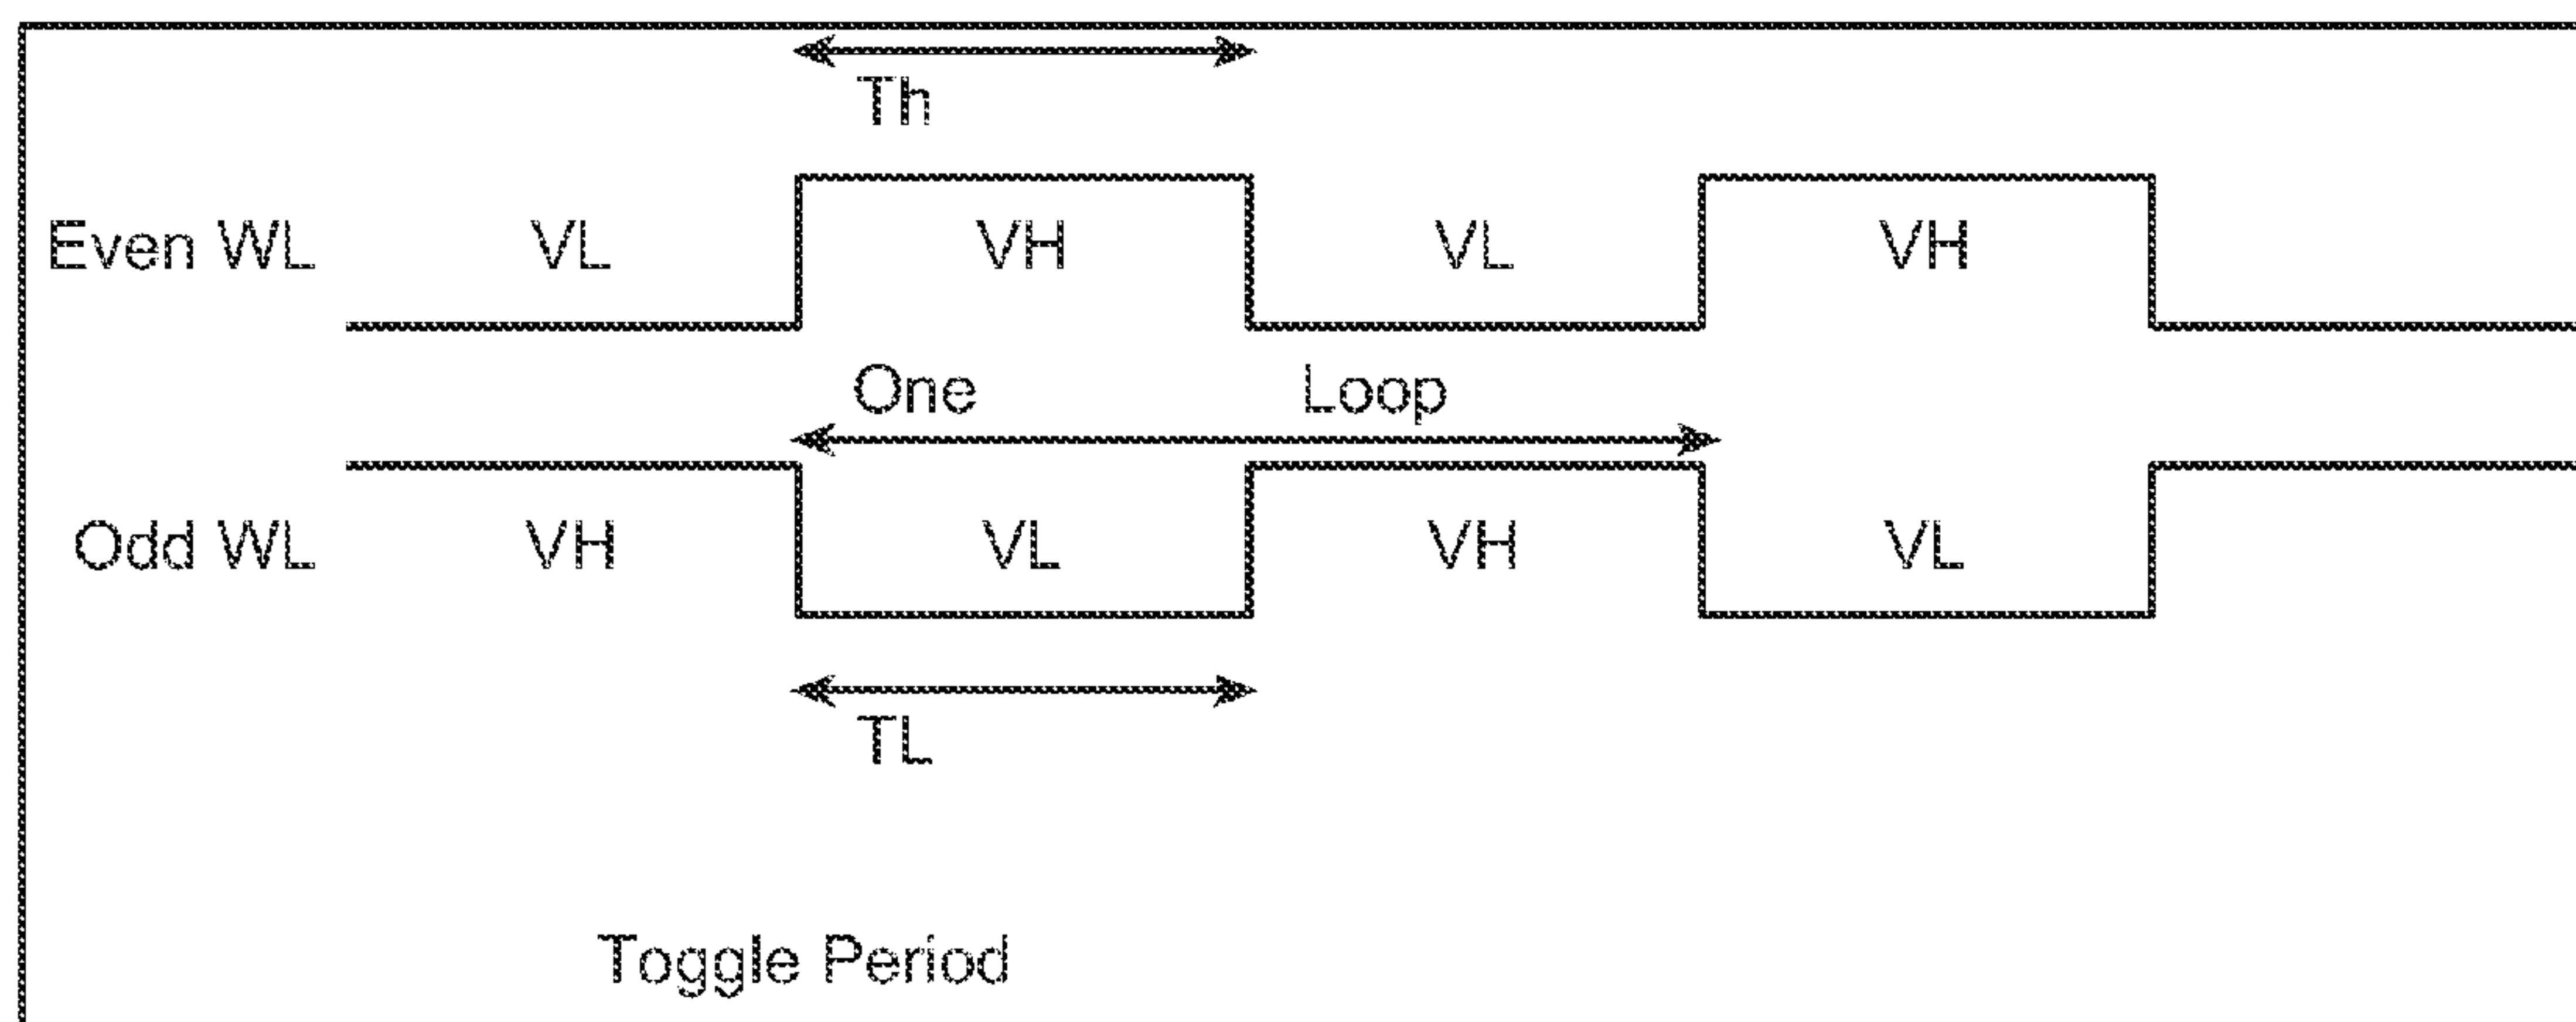 Th
Even WL VL VH VL VH
One Loop
Odd WL VH VL VH VL
TL
Toggle Period